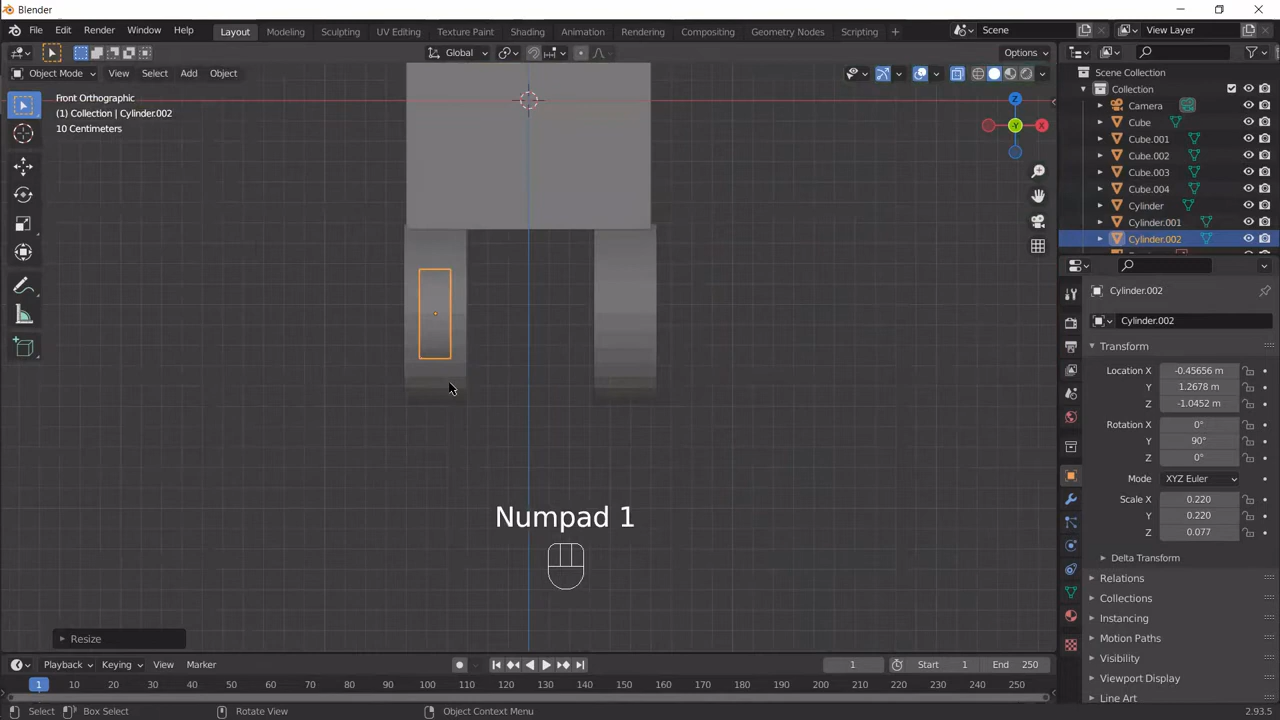 Blender
File Edit Render Window Help Layout Modeling Sculpting UV Editing Texture Paint Shading Animation Rendering Compositing Geometry Nodes Scripting + Scene View Layer
Global Options
Object Mode View Select Add Object
Front Orthographic
(1) Collection | Cylinder.002
10 Centimeters
Z
X
-Y
Scene Collection
Collection
Camera
Cube
Cube.001
Cube.002
Cube.003
Cube.004
Cylinder
Cylinder.001
Cylinder.002
Cylinder.002
Cylinder.002
Transform
Location X -0.45656 m
Y 1.2678 m
Z -1.0452 m
Rotation X 0°
Y 90°
Z 0°
Mode XYZ Euler
Scale X 0.220
Y 0.220
Z 0.077
Delta Transform
Relations
Collections
Instancing
Motion Paths
Visibility
Viewport Display
Line Art
Numpad 1
Resize
Playback Keying View Marker 1 Start 1 End 250
1 10 20 30 40 50 60 70 80 90 100 110 120 130 140 150 160 170 180 190 200 210 220 230 240 250
Select Box Select Rotate View Object Context Menu 2.93.5